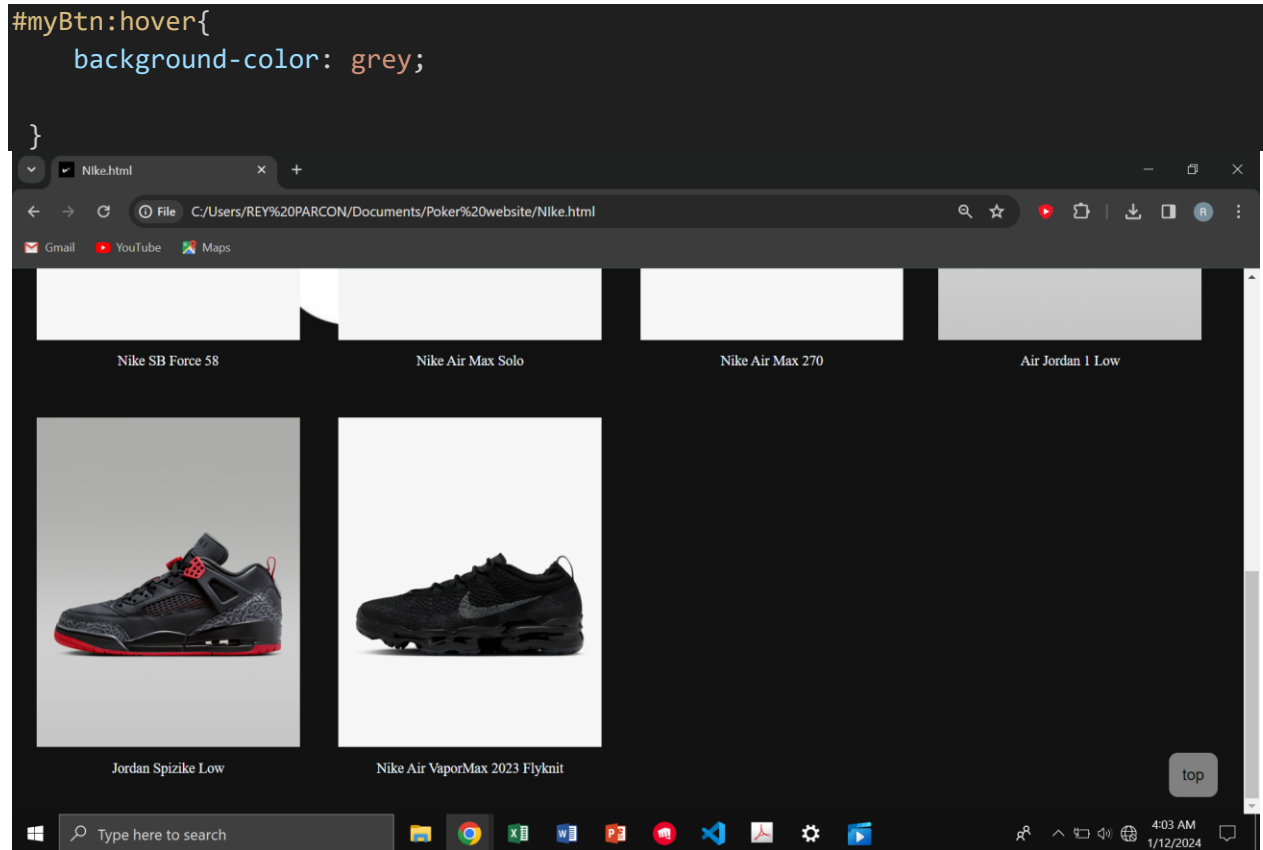 #myBtn:hover{
background-color: grey;
}
NIke.html
File C:/Users/REY%20PARCON/Documents/Poker%20website/NIke.html
R
Gmail YouTube Maps
Nike SB Force 58 Nike Air Max Solo Nike Air Max 270 Air Jordan 1 Low
Jordan Spizike Low Nike Air VaporMax 2023 Flyknit
top
Type here to search
4:03 AM
1/12/2024